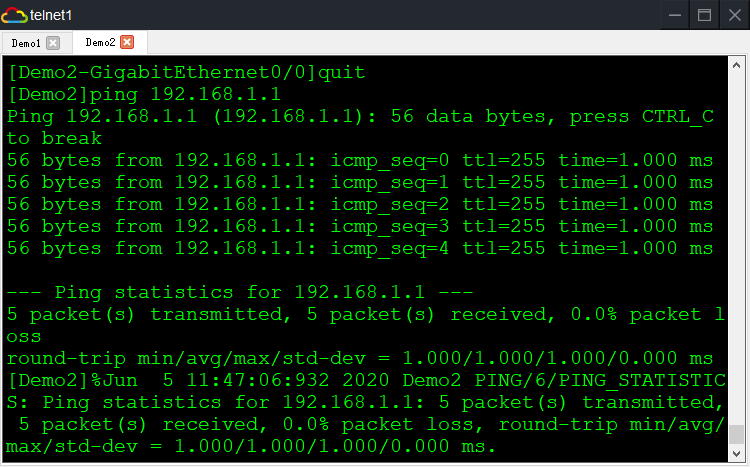 telnet1
Demo1 Demo2
[Demo2-GigabitEthernet0/0]quit
[Demo2]ping 192.168.1.1
Ping 192.168.1.1 (192.168.1.1): 56 data bytes, press CTRL_C
to break
56 bytes from 192.168.1.1: icmp_seq=0 ttl=255 time=1.000 ms
56 bytes from 192.168.1.1: icmp_seq=1 ttl=255 time=1.000 ms
56 bytes from 192.168.1.1: icmp_seq=2 ttl=255 time=1.000 ms
56 bytes from 192.168.1.1: icmp_seq=3 ttl=255 time=1.000 ms
56 bytes from 192.168.1.1: icmp_seq=4 ttl=255 time=1.000 ms
--- Ping statistics for 192.168.1.1 ---
5 packet(s) transmitted, 5 packet(s) received, 0.0% packet l
oss
round-trip min/avg/max/std-dev = 1.000/1.000/1.000/0.000 ms
[Demo2]%Jun  5 11:47:06:932 2020 Demo2 PING/6/PING_STATISTIC
S: Ping statistics for 192.168.1.1: 5 packet(s) transmitted,
 5 packet(s) received, 0.0% packet loss, round-trip min/avg/
max/std-dev = 1.000/1.000/1.000/0.000 ms.